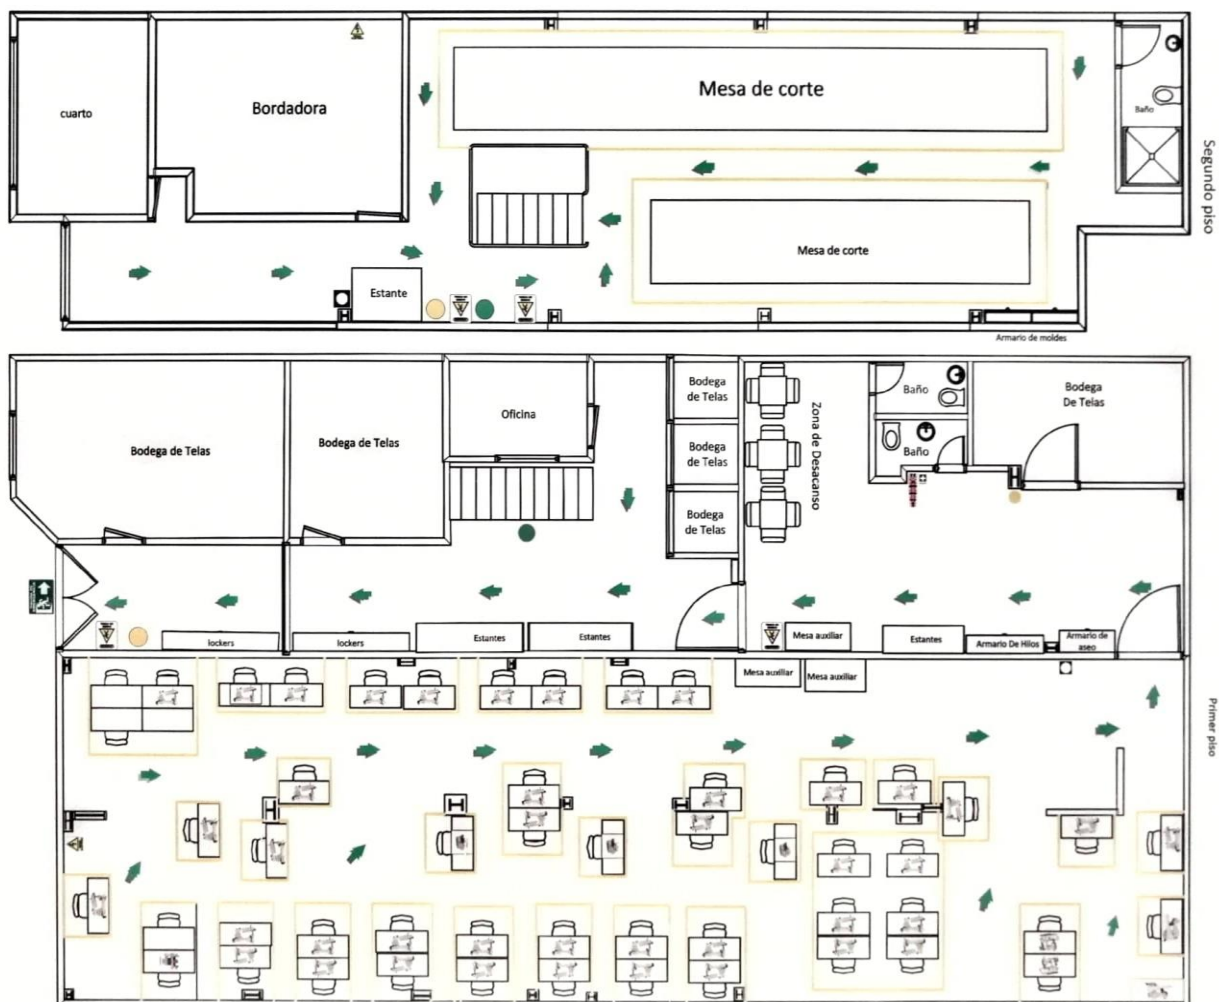 cuarto
Bordadora
Mesa de corte
Baño
Segundo piso
Mesa de corte
Estante
Armario de moldes
Bodega de Telas
Bodega de Telas
Oficina
Bodega
de Telas
Bodega
de Telas
Bodega
de Telas
Zona de Desacanso
Baño
Baño
Bodega
De Telas
lockers
lockers
Estantes
Estantes
Mesa auxiliar
Estantes
Armario De Hilos
Armario de
aseo
Mesa auxiliar
Mesa auxiliar
Primer piso